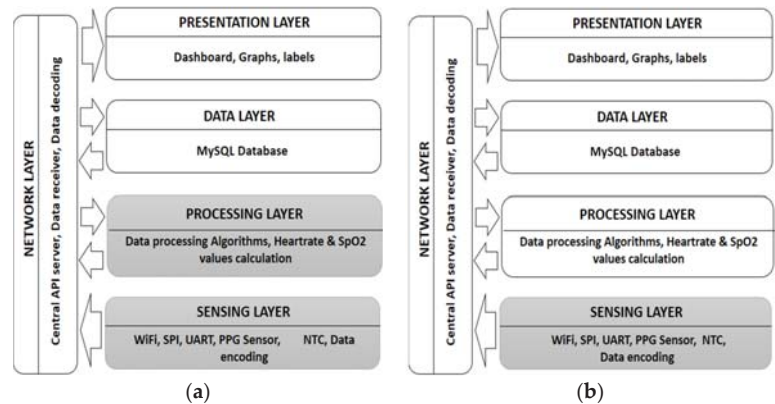 NETWORK LAYER
Central API server, Data receiver, Data decoding
PRESENTATION LAYER
Dashboard, Graphs, labels
DATA LAYER
MySQL Database
PROCESSING LAYER
Data processing Algorithms, Heartrate & SpO2
values calculation
SENSING LAYER
WiFi, SPI, UART, PPG Sensor, NTC, Data
encoding
(a)
NETWORK LAYER
Central API server, Data receiver, Data decoding
PRESENTATION LAYER
Dashboard, Graphs, labels
DATA LAYER
MySQL Database
PROCESSING LAYER
Data processing Algorithms, Heartrate & SpO2
values calculation
SENSING LAYER
WiFi, SPI, UART, PPG Sensor, NTC,
Data encoding
(b)